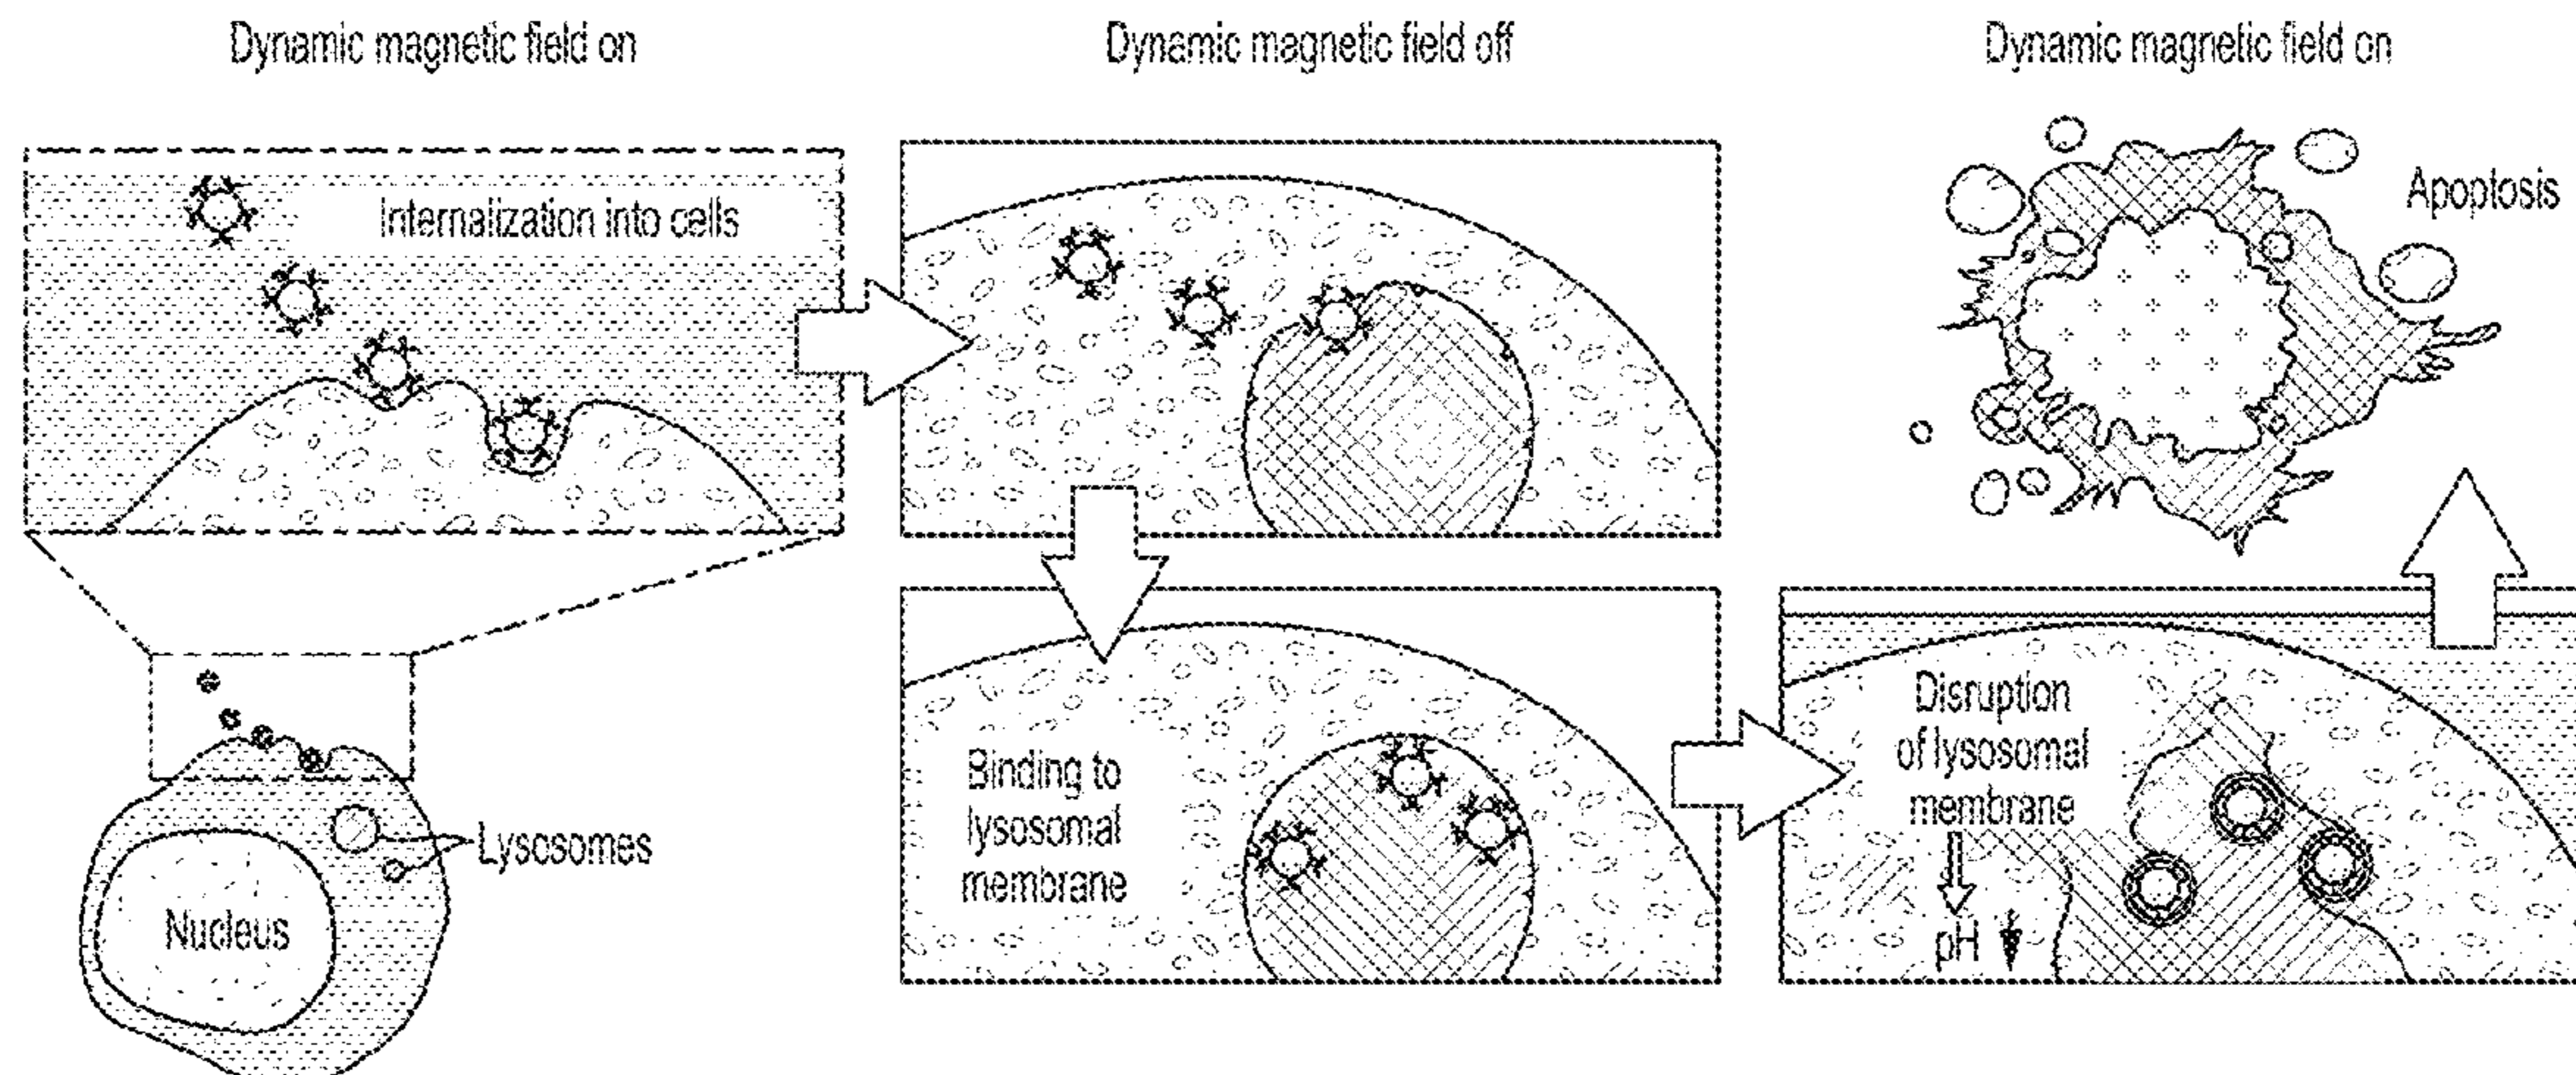 Dynamic magnetic field on
Dynamic magnetic field off
Dynamic magnetic field on
Internalization into cells
Apoptosis
Lysosomes
Nucleus
Binding to
lysosomal
membrane
Disruption
of lysosomal
membrane
pH